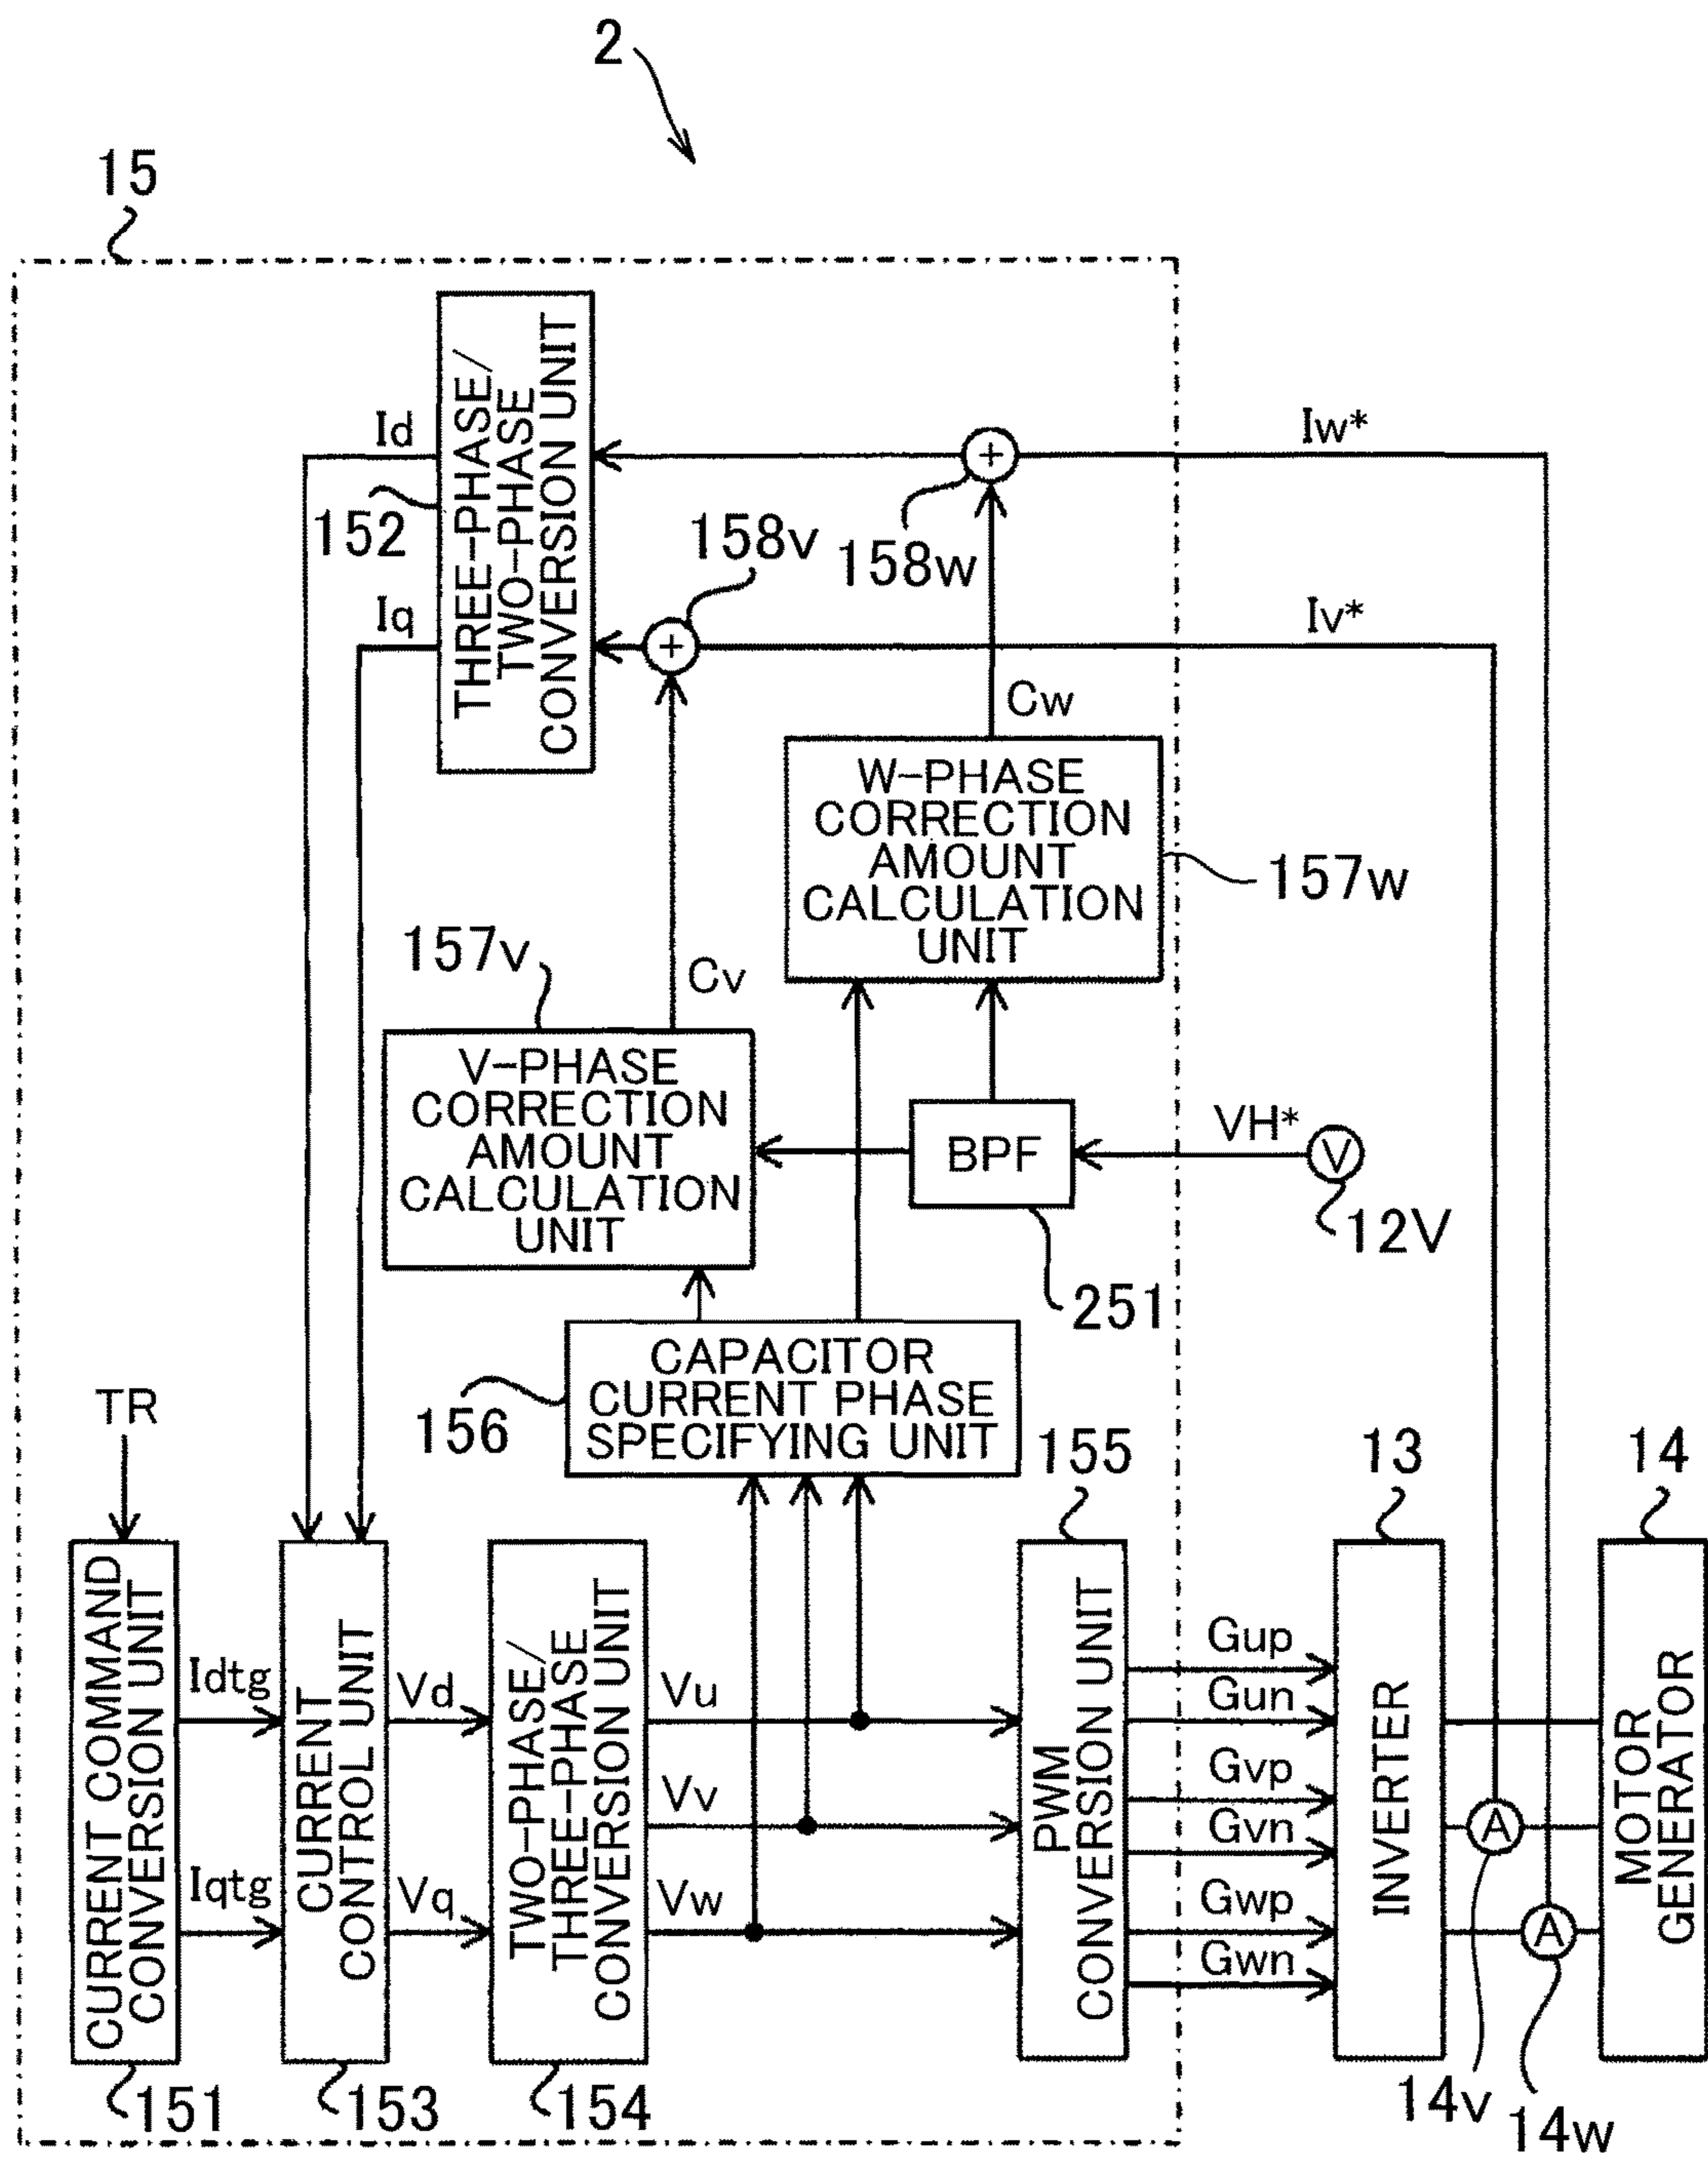 2
15
THREE-PHASE/
TWO-PHASE
CONVERSION UNIT
Id
152
Iq
158v
158w
Iw*
Iv*
Cw
W-PHASE
CORRECTION
AMOUNT
CALCULATION
UNIT
157w
157v
Cv
V-PHASE
CORRECTION
AMOUNT
CALCULATION
UNIT
BPF
VH*
V
12V
251
CAPACITOR
CURRENT PHASE
SPECIFYING UNIT
156
TR
155
13
14
CURRENT COMMAND
CONVERSION UNIT
Idtg
Iqtg
CURRENT
CONTROL UNIT
Vd
Vq
TWO-PHASE/
THREE-PHASE
CONVERSION UNIT
Vu
Vv
Vw
PWM
CONVERSION UNIT
Gup
Gun
Gvp
Gvn
Gwp
Gwn
INVERTER
A
A
MOTOR
GENERATOR
151
153
154
14v
14w